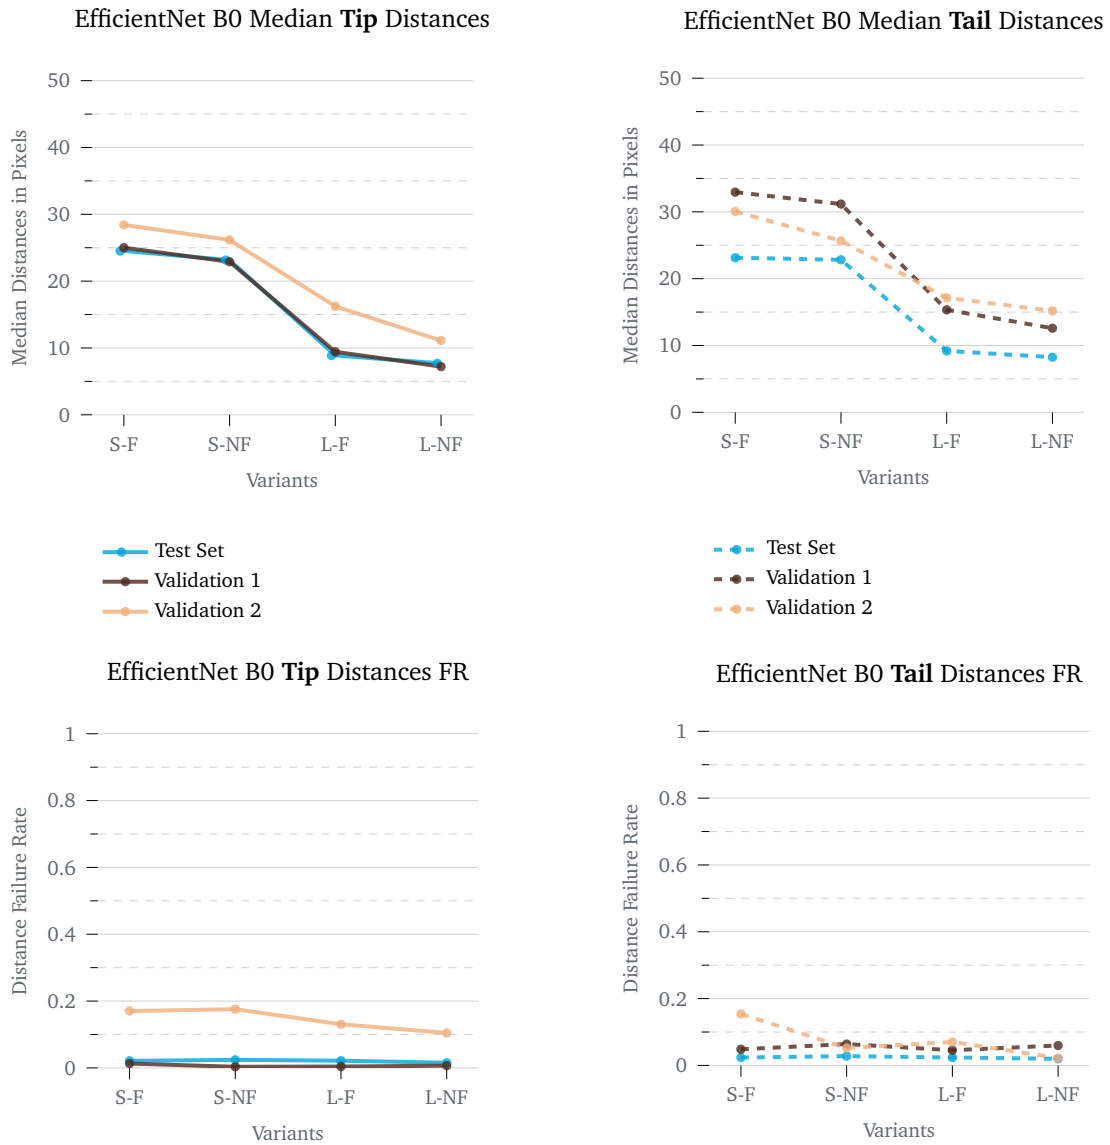 EfficientNet B0 Median Tip Distances
50
40
30
20
10
0
Median Distances in Pixels
S-F S-NF L-F L-NF
Variants
Test Set
Validation 1
Validation 2
EfficientNet B0 Median Tail Distances
50
40
30
20
10
0
Median Distances in Pixels
S-F S-NF L-F L-NF
Variants
Test Set
Validation 1
Validation 2
EfficientNet B0 Tip Distances FR
1
0.8
0.6
0.4
0.2
0
Distance Failure Rate
S-F S-NF L-F L-NF
Variants
EfficientNet B0 Tail Distances FR
1
0.8
0.6
0.4
0.2
0
Distance Failure Rate
S-F S-NF L-F L-NF
Variants